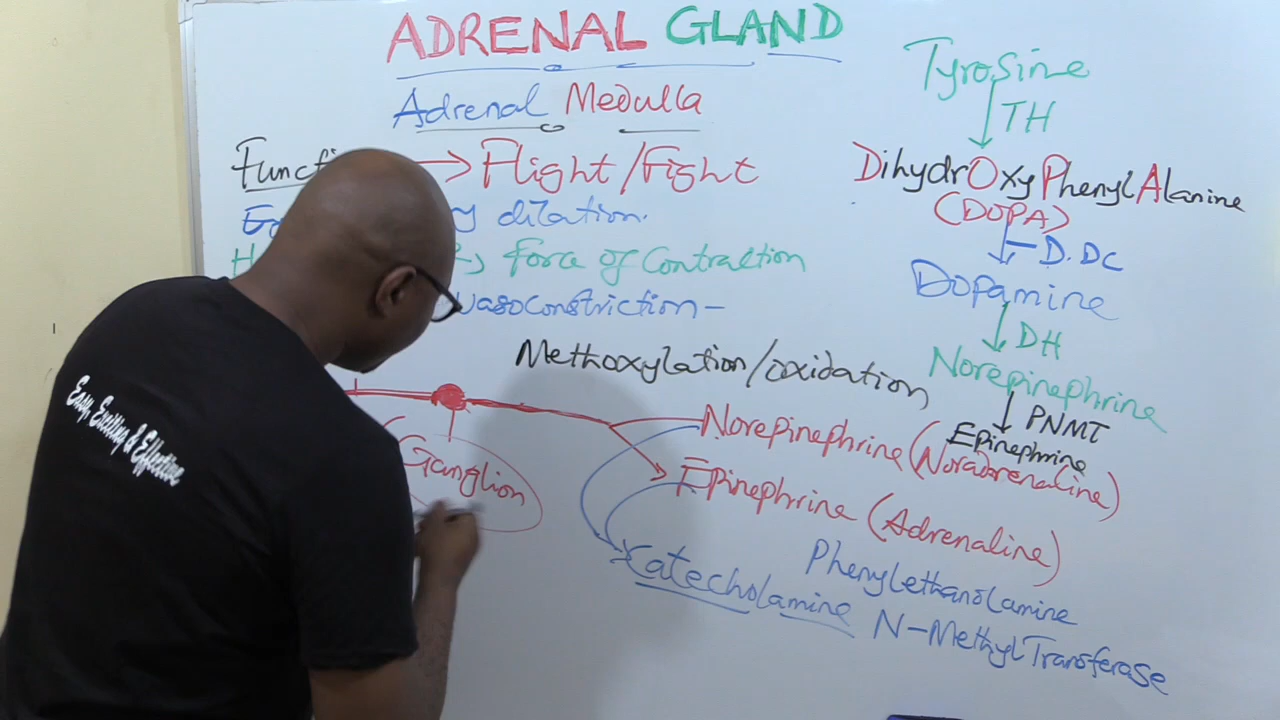 ADRENAL GLAND
Adrenal Medulla
Flight/Fight
dilation.
Force of Contraction
vasoconstriction-
Methoxylation/oxidation
Ganglion
Norepinephrine (Noradrenaline)
Epinephrine (Adrenaline)
Catecholamine
Phenylethanolamine
N-Methyl Transferase
Tyrosine
TH
DihydrOxyPhenylAlanine
(DOPA)
D.DC
Dopamine
DH
Norepinephrine
PNMT
Epinephrine
Easy, Exciting & Effective